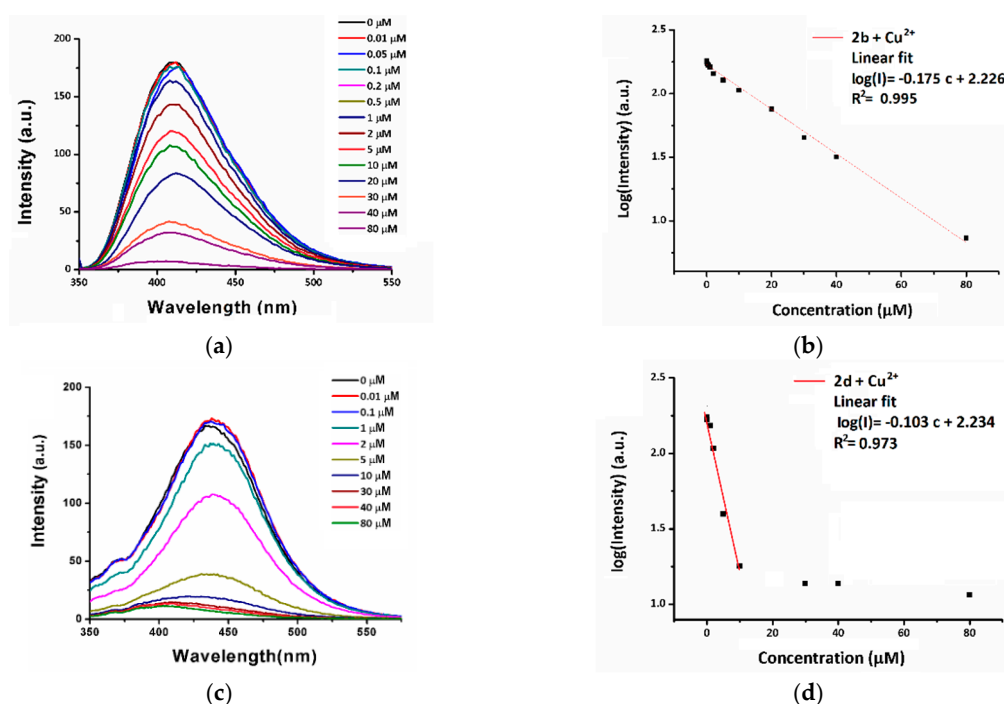 0 µM
0.01 µM
0.05 µM
0.1 µM
0.2 µM
0.5 µM
1 µM
2 µM
5 µM
10 µM
20 µM
30 µM
40 µM
80 µM
200
150
100
50
0
350 400 450 500 550
Intensity (a.u.)
Wavelength (nm)
(a)
2b + Cu²⁺
Linear fit
log(I)= -0.175 c + 2.226
R²= 0.995
2.5
2.0
1.5
1.0
0 20 40 60 80
Log(Intensity) (a.u.)
Concentration (µM)
(b)
0 µM
0.01 µM
0.1 µM
1 µM
2 µM
5 µM
10 µM
30 µM
40 µM
80 µM
200
150
100
50
0
350 400 450 500 550
Intensity (a.u.)
Wavelength(nm)
(c)
2d + Cu²⁺
Linear fit
log(I)= -0.103 c + 2.234
R²= 0.973
2.5
2.0
1.5
1.0
0 20 40 60 80
log(Intensity) (a.u.)
Concentration (µM)
(d)